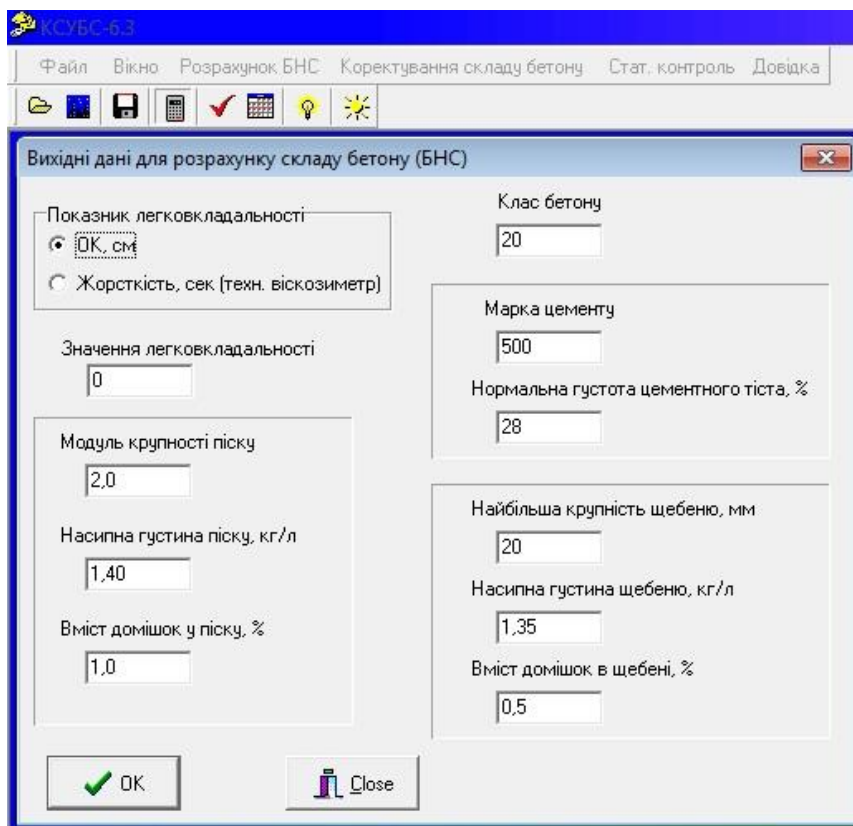 КСУБС-6.3
Файл Вікно Розрахунок БНС Коректування складу бетону Стат. контроль Довідка
Вихідні дані для розрахунку складу бетону (БНС)
Показник легковкладальності
ОК, см
Жорсткість, сек (техн. віскозиметр)
Значення легковкладальності
0
Модуль крупності піску
2,0
Насипна густина піску, кг/л
1,40
Вміст домішок у піску, %
1,0
Клас бетону
20
Марка цементу
500
Нормальна густота цементного тіста, %
28
Найбільша крупність щебеню, мм
20
Насипна густина щебеню, кг/л
1,35
Вміст домішок в щебені, %
0,5
OK
Close